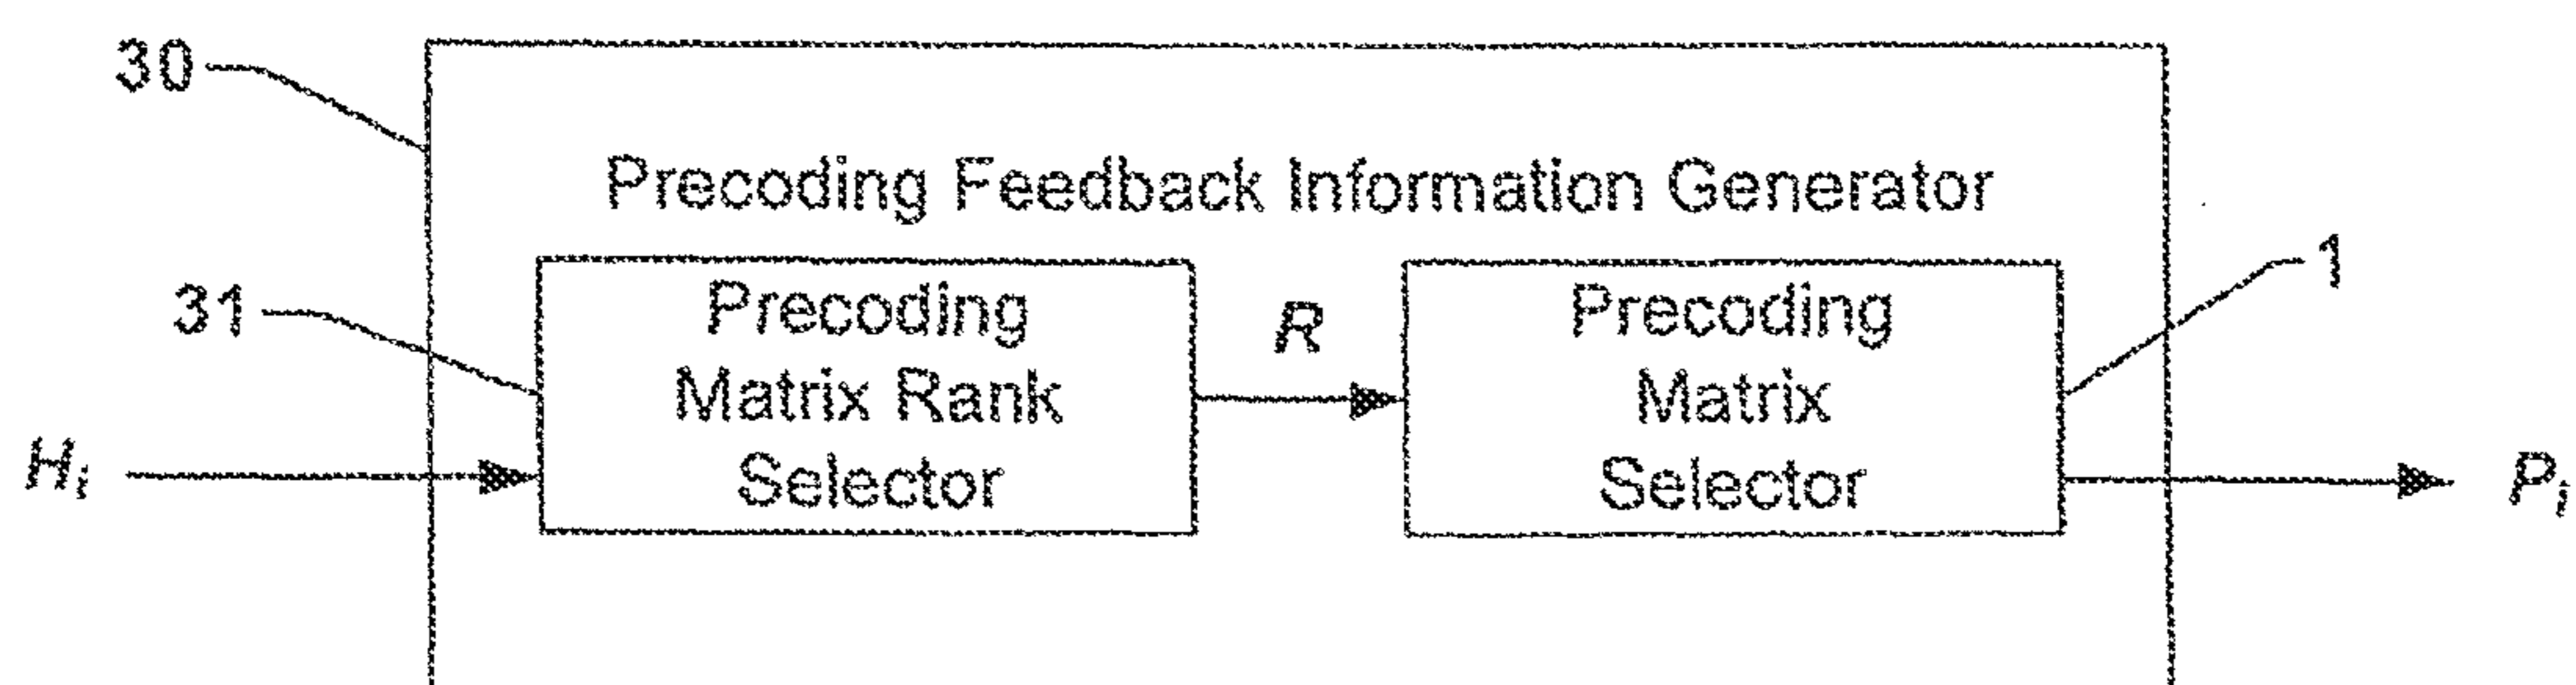 30
Precoding Feedback Information Generator
31
Precoding
Matrix Rank
Selector
R
Precoding
Matrix
Selector
1
Hi
Pi